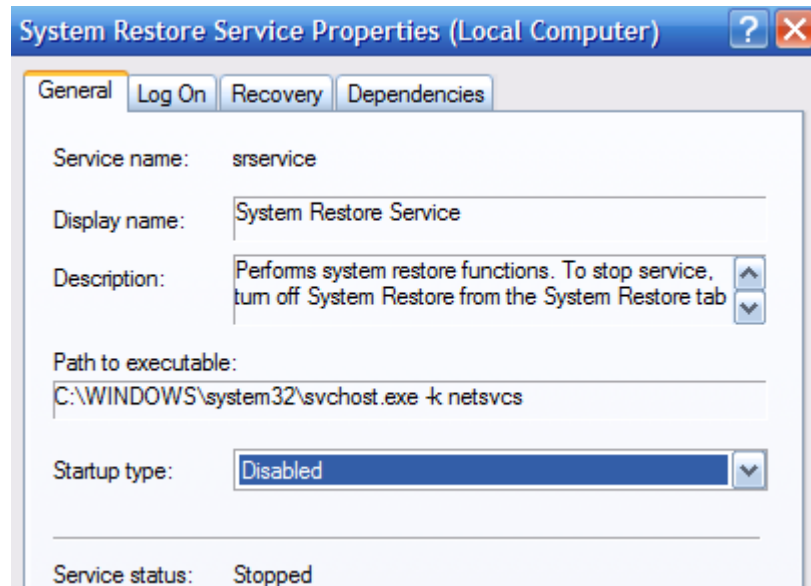 System Restore Service Properties (Local Computer)
General Log On Recovery Dependencies
Service name: srservice
Display name: System Restore Service
Description: Performs system restore functions. To stop service,
turn off System Restore from the System Restore tab
Path to executable:
C:\WINDOWS\system32\svchost.exe -k netsvcs
Startup type: Disabled
Service status: Stopped